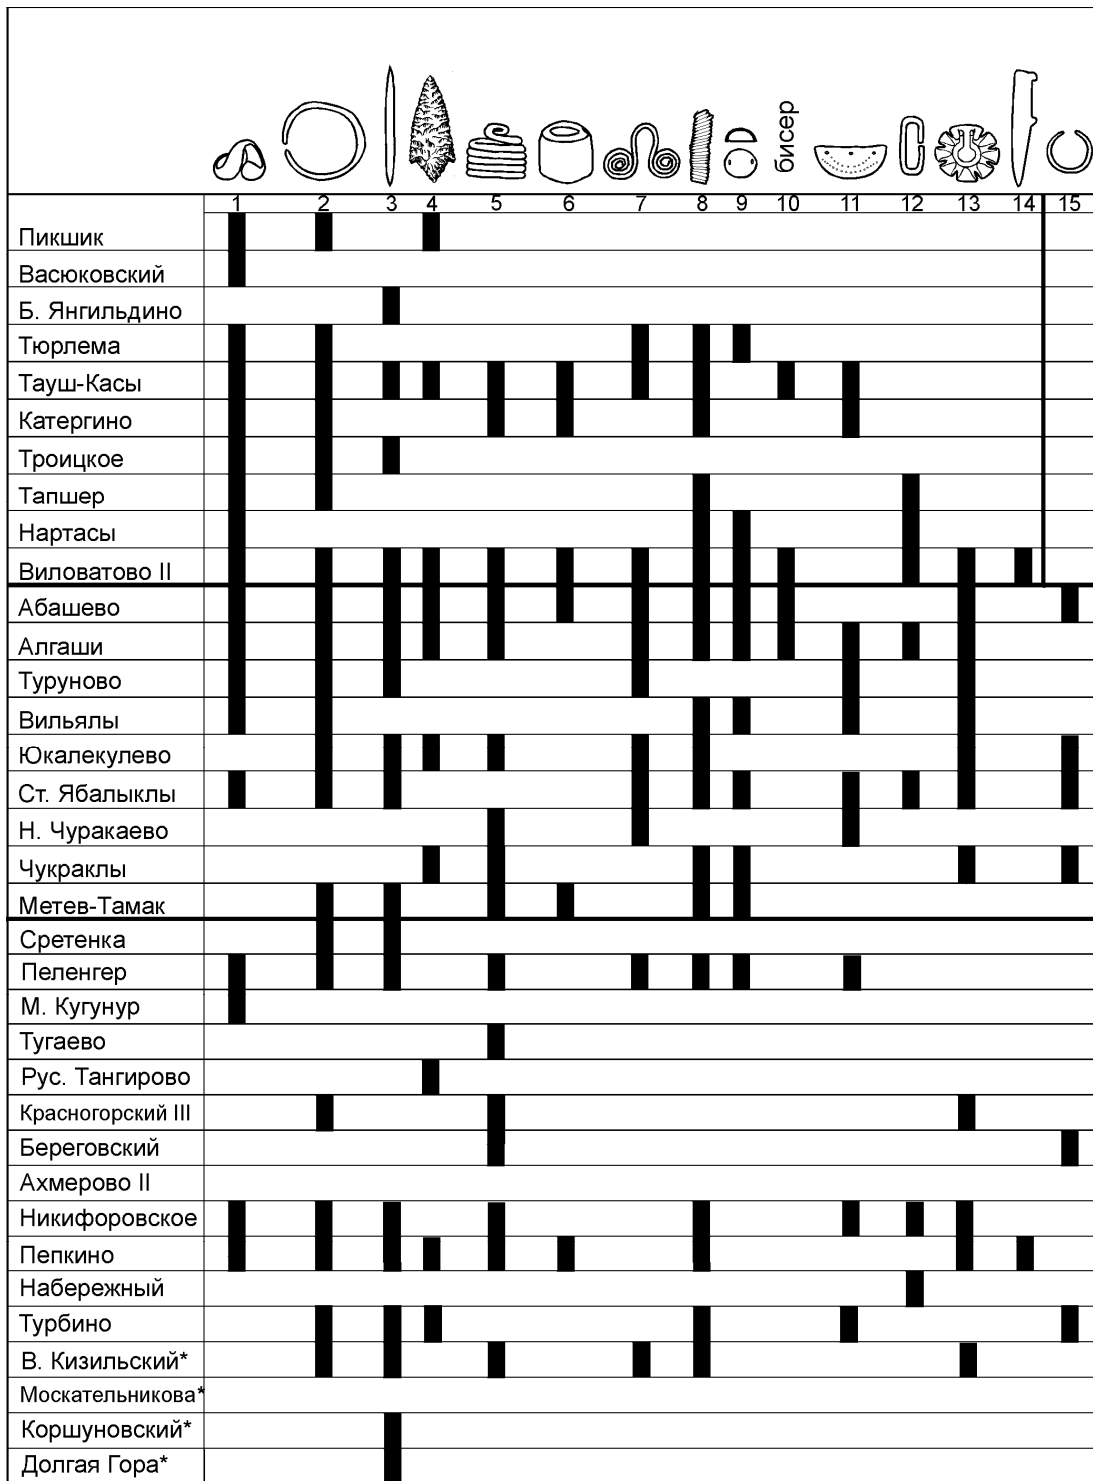 бисер
1 2 3 4 5 6 7 8 9 10 11 12 13 14 15
Пикшик
Васюковский
Б. Янгильдино
Тюрлема
Тауш-Касы
Катергино
Троицкое
Тапшер
Нартасы
Виловатово II
Абашево
Алгаши
Туруново
Вильялы
Юкалекулево
Ст. Ябалыклы
Н. Чуракаево
Чукраклы
Метев-Тамак
Сретенка
Пеленгер
М. Кугунур
Тугаево
Рус. Тангирово
Красногорский III
Береговский
Ахмерово II
Никифоровское
Пепкино
Набережный
Турбино
В. Кизильский*
Москательникова*
Коршуновский*
Долгая Гора*